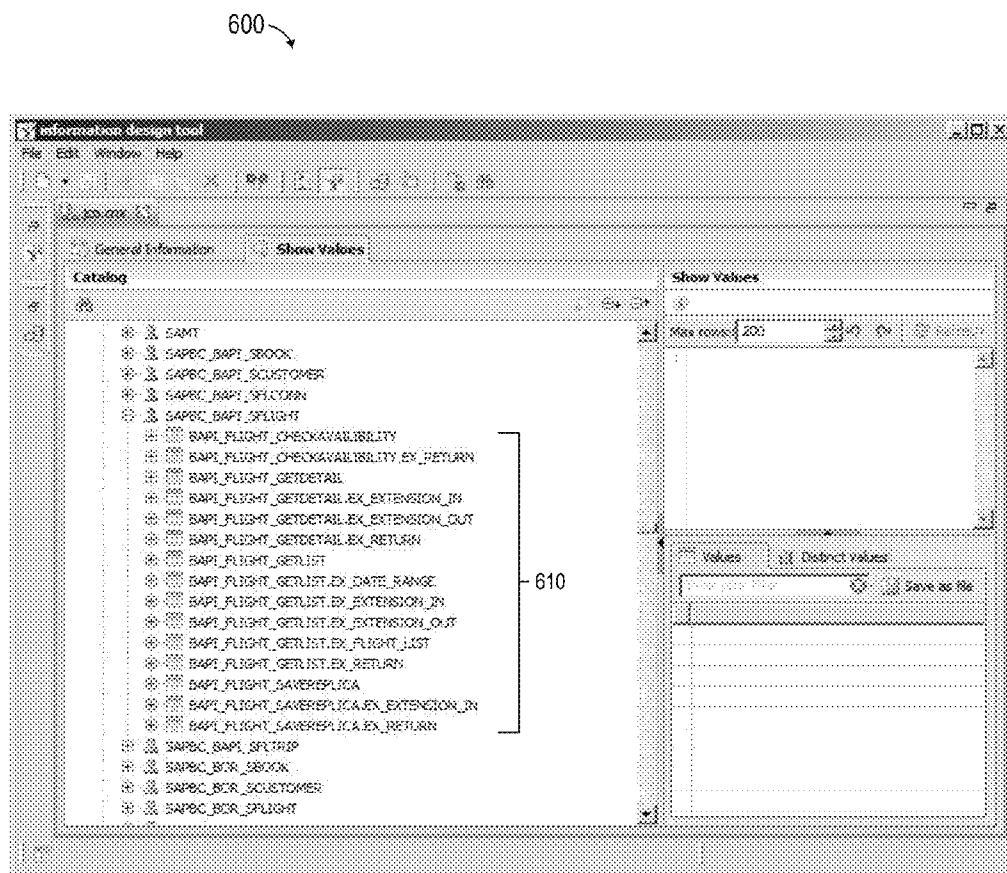 600
information design tool
File Edit Window Help
jco.cnx
General Information
Show Values
Catalog
SAMT
SAPBC_BAPI_SBOOK
SAPBC_BAPI_SCUSTOMER
SAPBC_BAPI_SFLCONN
SAPBC_BAPI_SFLIGHT
BAPI_FLIGHT_CHECKAVAILIBILITY
BAPI_FLIGHT_CHECKAVAILIBILITY.EX_RETURN
BAPI_FLIGHT_GETDETAIL
BAPI_FLIGHT_GETDETAIL.EX_EXTENSION_IN
BAPI_FLIGHT_GETDETAIL.EX_EXTENSION_OUT
BAPI_FLIGHT_GETDETAIL.EX_RETURN
BAPI_FLIGHT_GETLIST
BAPI_FLIGHT_GETLIST.EX_DATE_RANGE
BAPI_FLIGHT_GETLIST.EX_EXTENSION_IN
BAPI_FLIGHT_GETLIST.EX_EXTENSION_OUT
BAPI_FLIGHT_GETLIST.EX_FLIGHT_LIST
BAPI_FLIGHT_GETLIST.EX_RETURN
BAPI_FLIGHT_SAVEREPLICA
BAPI_FLIGHT_SAVEREPLICA.EX_EXTENSION_IN
BAPI_FLIGHT_SAVEREPLICA.EX_RETURN
SAPBC_BAPI_SFLTRIP
SAPBC_BOR_SBOOK
SAPBC_BOR_SCUSTOMER
SAPBC_BOR_SFLIGHT
610
Show Values
Max rows: 200
1
Values
Distinct values
Save as file